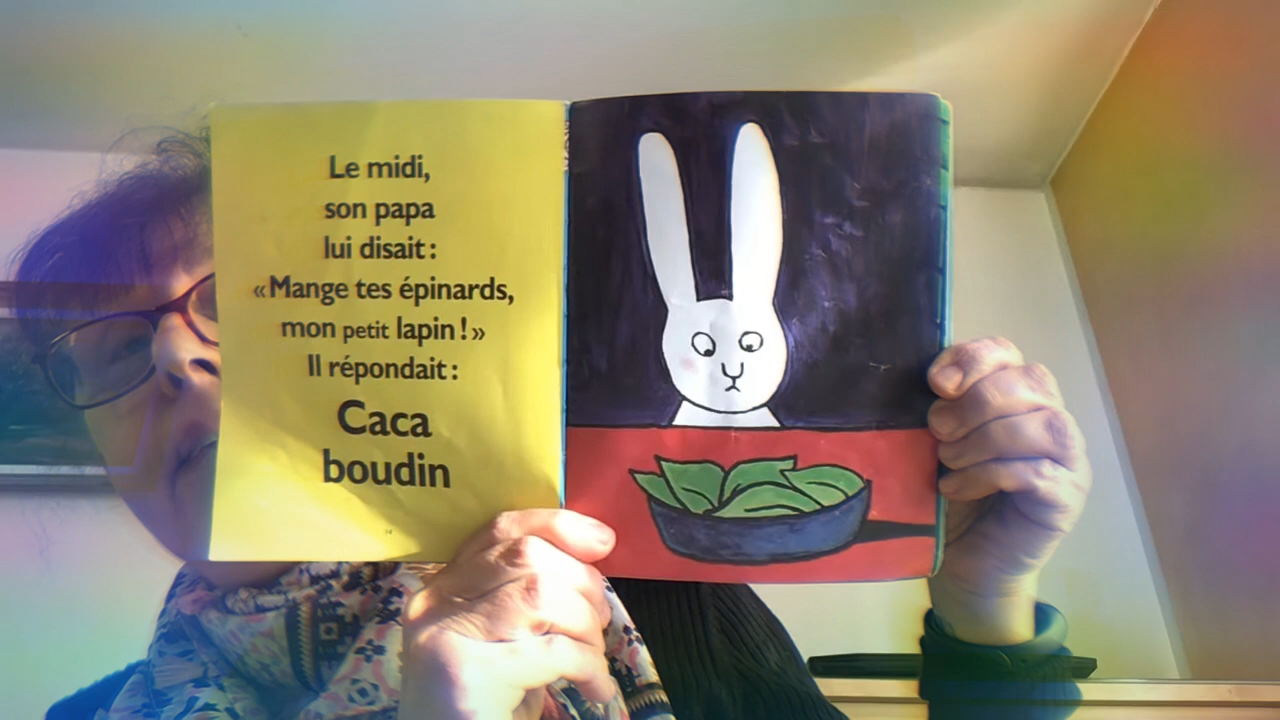 Le midi,
son papa
lui disait :
« Mange tes épinards,
mon petit lapin ! »
Il répondait :
Caca
boudin